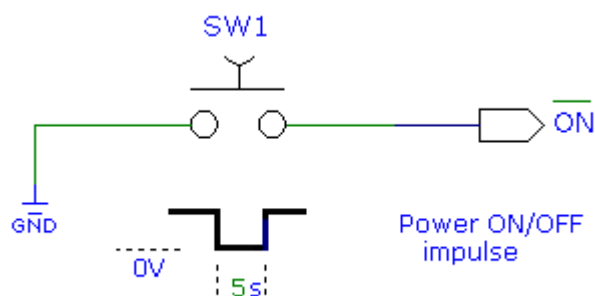 SW1
ON
GND
Power ON/OFF
impulse
0V
5s